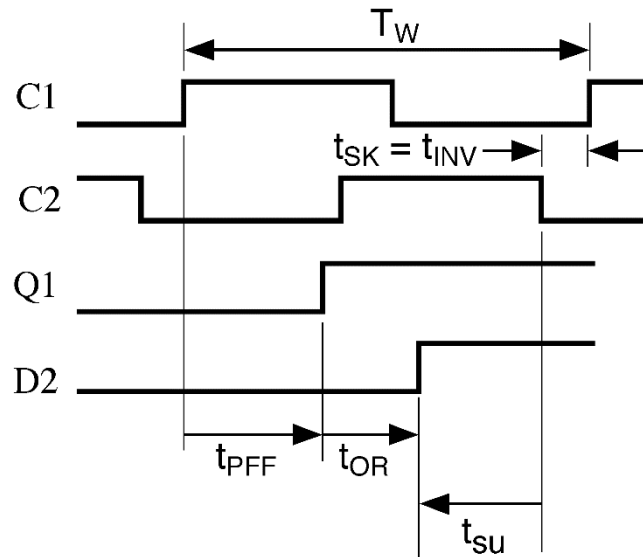 T_W
C1
t_SK = t_INV
C2
Q1
D2
t_PFF
t_OR
t_su